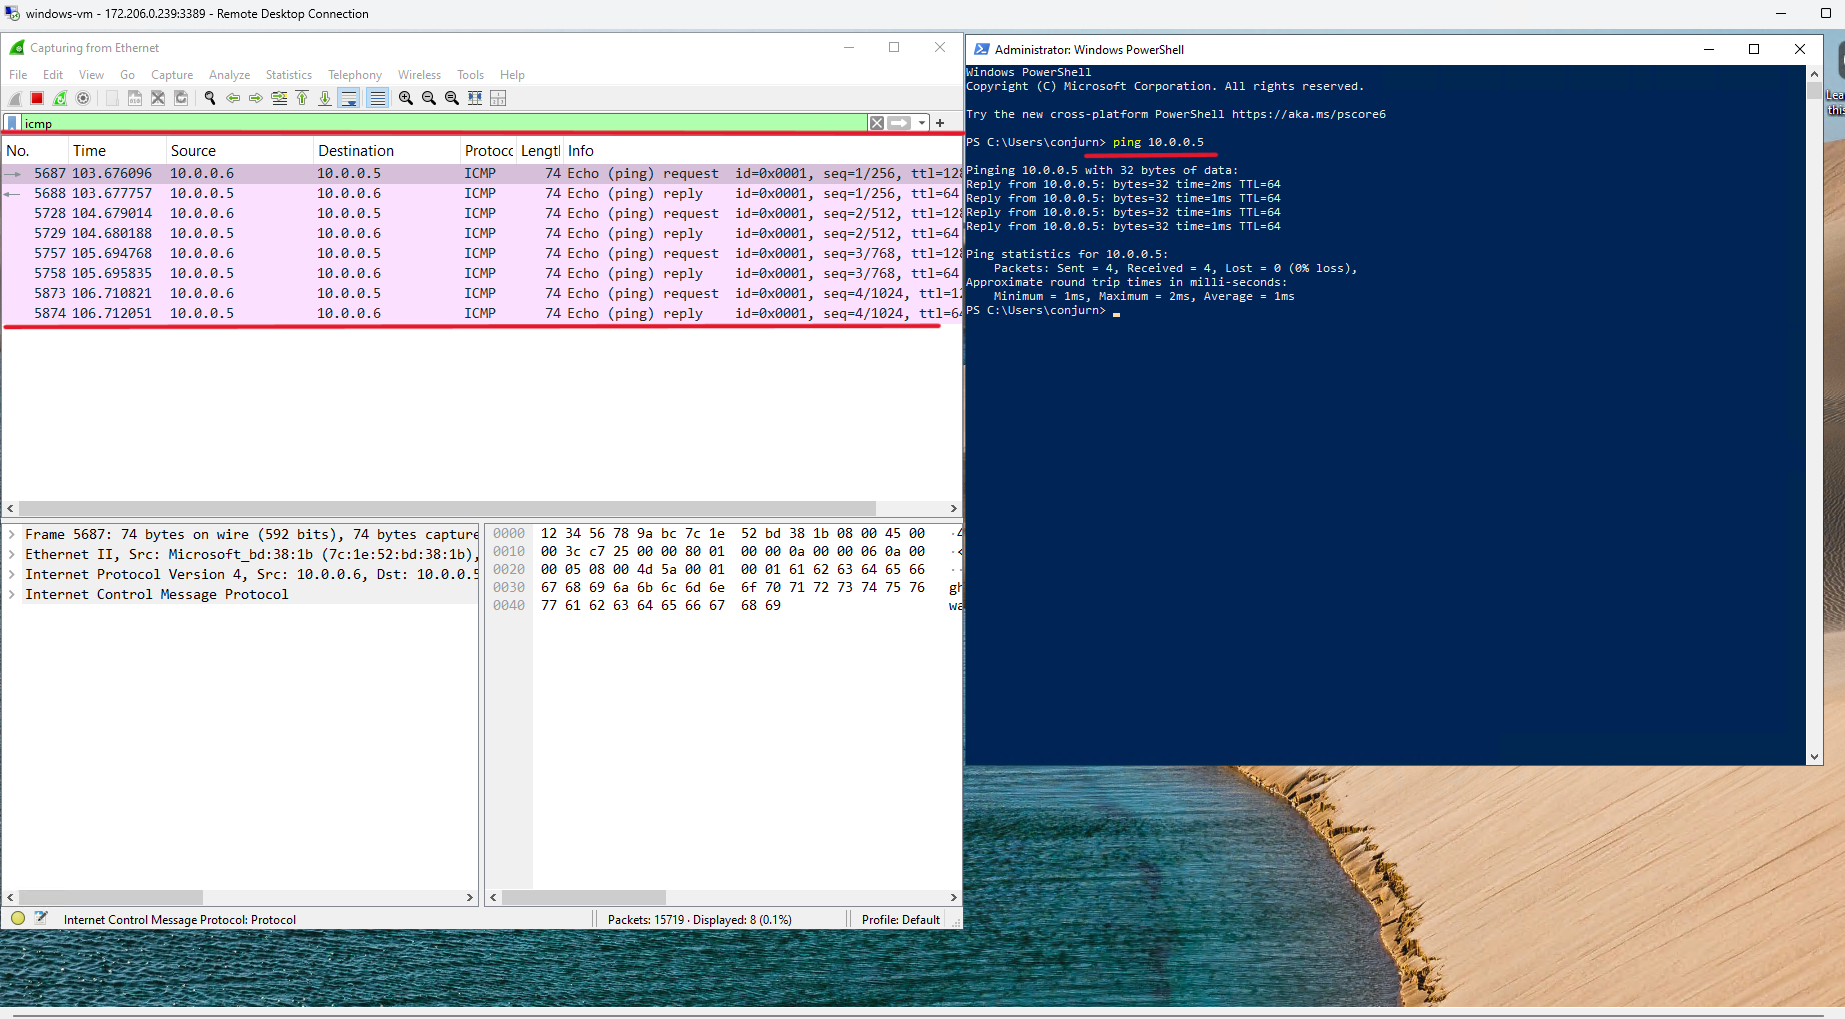 windows-vm - 172.206.0.239:3389 - Remote Desktop Connection
Capturing from Ethernet
File Edit View Go Capture Analyze Statistics Telephony Wireless Tools Help
icmp
No. Time Source Destination Protoc Lengtl Info
5687 103.676096 10.0.0.6 10.0.0.5 ICMP 74 Echo (ping) request id=0x0001, seq=1/256, ttl=128
5688 103.677757 10.0.0.5 10.0.0.6 ICMP 74 Echo (ping) reply id=0x0001, seq=1/256, ttl=64
5728 104.679014 10.0.0.6 10.0.0.5 ICMP 74 Echo (ping) request id=0x0001, seq=2/512, ttl=128
5729 104.680188 10.0.0.5 10.0.0.6 ICMP 74 Echo (ping) reply id=0x0001, seq=2/512, ttl=64
5757 105.694768 10.0.0.6 10.0.0.5 ICMP 74 Echo (ping) request id=0x0001, seq=3/768, ttl=128
5758 105.695835 10.0.0.5 10.0.0.6 ICMP 74 Echo (ping) reply id=0x0001, seq=3/768, ttl=64
5873 106.710821 10.0.0.6 10.0.0.5 ICMP 74 Echo (ping) request id=0x0001, seq=4/1024, ttl=12
5874 106.712051 10.0.0.5 10.0.0.6 ICMP 74 Echo (ping) reply id=0x0001, seq=4/1024, ttl=64
Frame 5687: 74 bytes on wire (592 bits), 74 bytes capture
Ethernet II, Src: Microsoft_bd:38:1b (7c:1e:52:bd:38:1b),
Internet Protocol Version 4, Src: 10.0.0.6, Dst: 10.0.0.5
Internet Control Message Protocol
0000 12 34 56 78 9a bc 7c 1e 52 bd 38 1b 08 00 45 00 ·4
0010 00 3c c7 25 00 00 80 01 00 00 0a 00 00 06 0a 00 ·<
0020 00 05 08 00 4d 5a 00 01 00 01 61 62 63 64 65 66 ··
0030 67 68 69 6a 6b 6c 6d 6e 6f 70 71 72 73 74 75 76 gh
0040 77 61 62 63 64 65 66 67 68 69 wa
Internet Control Message Protocol: Protocol
Packets: 15719 · Displayed: 8 (0.1%)
Profile: Default
Administrator: Windows PowerShell
Windows PowerShell
Copyright (C) Microsoft Corporation. All rights reserved.
Try the new cross-platform PowerShell https://aka.ms/pscore6
PS C:\Users\conjurn> ping 10.0.0.5
Pinging 10.0.0.5 with 32 bytes of data:
Reply from 10.0.0.5: bytes=32 time=2ms TTL=64
Reply from 10.0.0.5: bytes=32 time=1ms TTL=64
Reply from 10.0.0.5: bytes=32 time=1ms TTL=64
Reply from 10.0.0.5: bytes=32 time=1ms TTL=64
Ping statistics for 10.0.0.5:
Packets: Sent = 4, Received = 4, Lost = 0 (0% loss),
Approximate round trip times in milli-seconds:
Minimum = 1ms, Maximum = 2ms, Average = 1ms
PS C:\Users\conjurn>
Lea
this